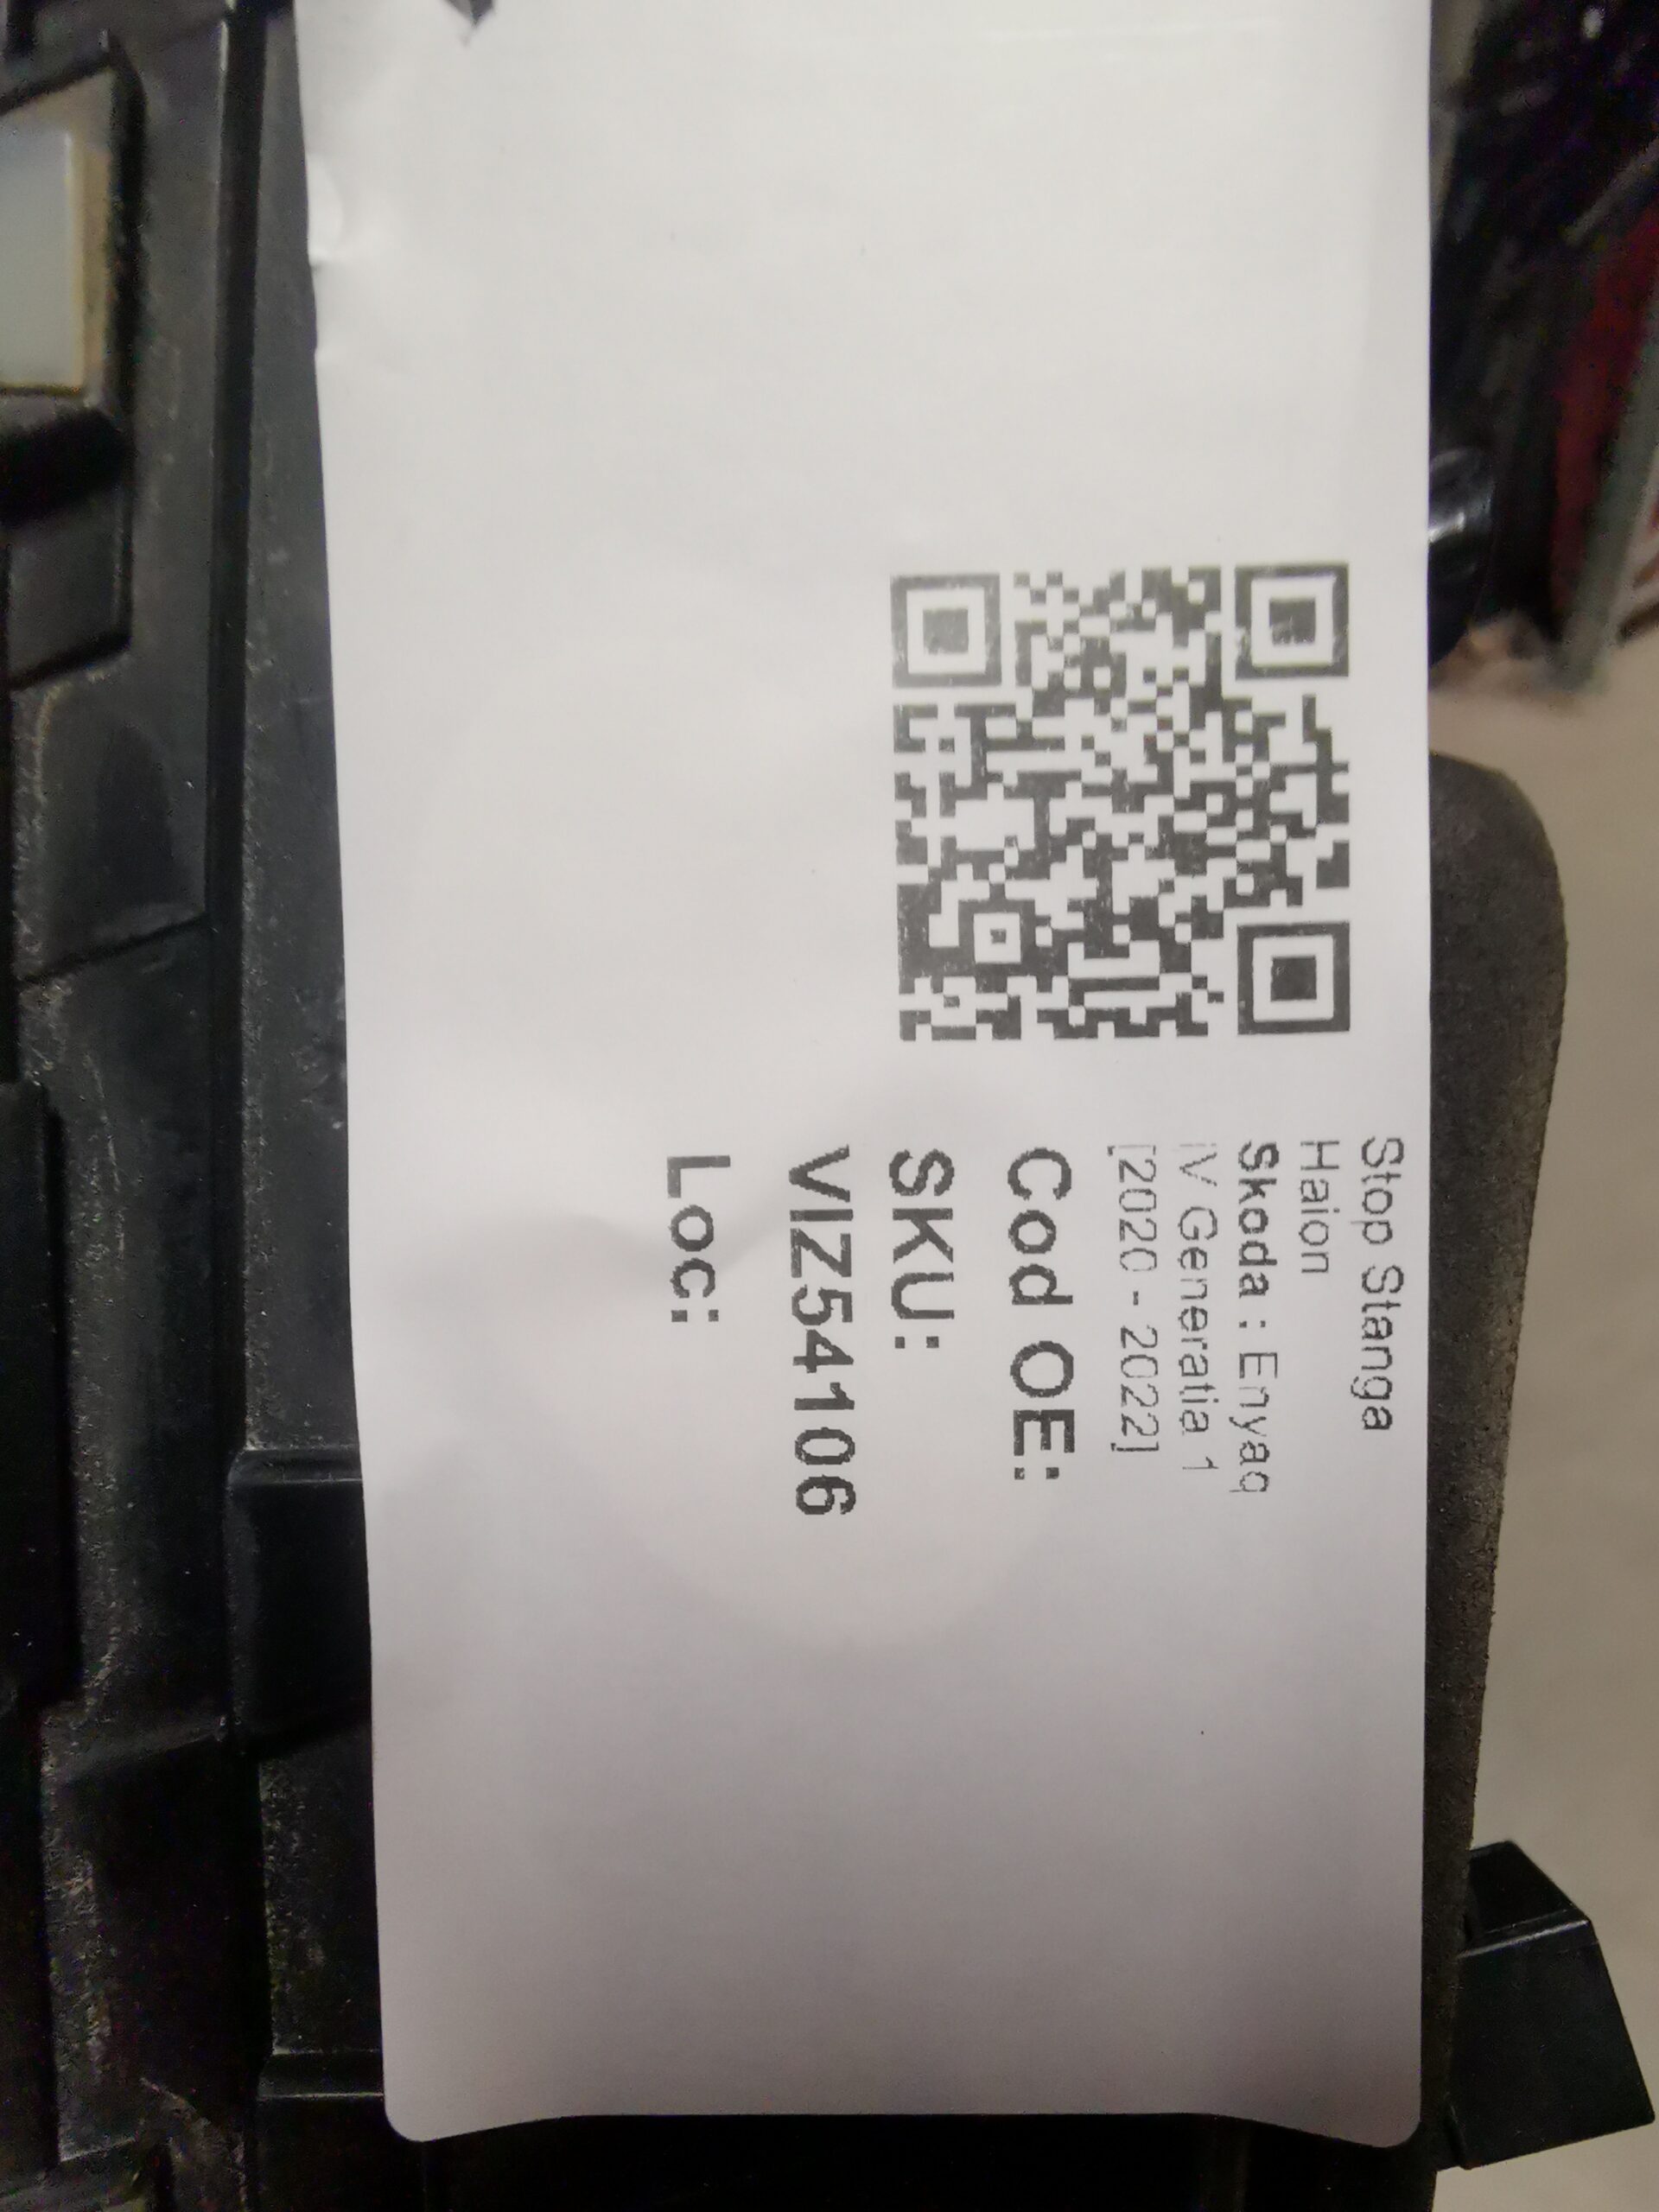 Stop Stanga
Haion
Skoda : Enyaq
iV Generatia 1
[2020 - 2022]
Cod OE:
SKU:
VIZ54106
Loc: